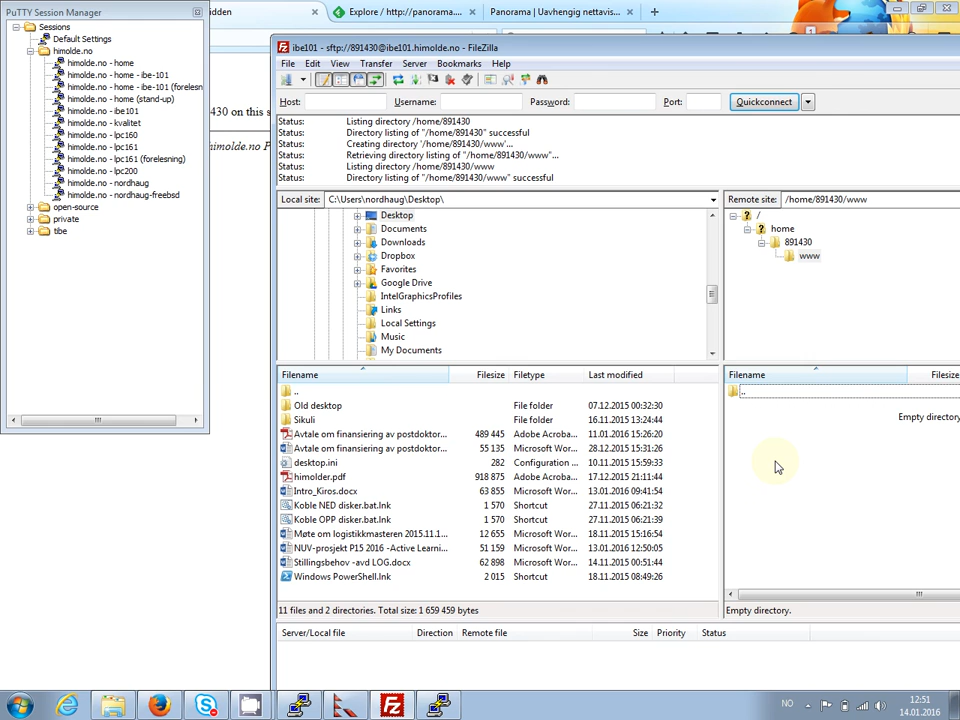 PuTTY Session Manager
Sessions
Default Settings
himolde.no
himolde.no - home
himolde.no - home - ibe-101
himolde.no - home - ibe-101 (forelesn
himolde.no - home (stand-up)
himolde.no - ibe101
himolde.no - kvalitet
himolde.no - lpc160
himolde.no - lpc161
himolde.no - lpc161 (forelesning)
himolde.no - lpc200
himolde.no - nordhaug
himolde.no - nordhaug-freebsd
open-source
private
tibe
idden
Explore / http://panorama....
Panorama | Uavhengig nettavis...
430 on this s
himolde.no P
ibe101 - sftp://891430@ibe101.himolde.no - FileZilla
File Edit View Transfer Server Bookmarks Help
Host: Username: Password: Port: Quickconnect
Status: Listing directory /home/891430
Status: Directory listing of "/home/891430" successful
Status: Creating directory '/home/891430/www'...
Status: Retrieving directory listing of "/home/891430/www"...
Status: Listing directory /home/891430/www
Status: Directory listing of "/home/891430/www" successful
Local site: C:\Users\nordhaug\Desktop\
Desktop
Documents
Downloads
Dropbox
Favorites
Google Drive
IntelGraphicsProfiles
Links
Local Settings
Music
My Documents
Remote site: /home/891430/www
/
home
891430
www
Filename Filesize Filetype Last modified
..
Old desktop File folder 07.12.2015 00:32:30
Sikuli File folder 16.11.2015 13:24:44
Avtale om finansiering av postdoktor... 489 445 Adobe Acroba... 11.01.2016 15:26:20
Avtale om finansiering av postdoktor... 55 135 Microsoft Wor... 28.12.2015 15:31:26
desktop.ini 282 Configuration ... 10.11.2015 15:59:33
himolder.pdf 918 875 Adobe Acroba... 17.12.2015 21:11:44
Intro_Kiros.docx 63 855 Microsoft Wor... 13.01.2016 09:41:54
Koble NED disker.bat.lnk 1 570 Shortcut 27.11.2015 06:21:32
Koble OPP disker.bat.lnk 1 570 Shortcut 27.11.2015 06:21:39
Møte om logistikkmasteren 2015.11.1... 12 655 Microsoft Wor... 18.11.2015 15:16:54
NUV-prosjekt P15 2016 -Active Learni... 51 159 Microsoft Wor... 13.01.2016 12:50:05
Stillingsbehov -avd LOG.docx 62 898 Microsoft Wor... 14.11.2015 00:51:44
Windows PowerShell.lnk 2 015 Shortcut 18.11.2015 08:49:26
11 files and 2 directories. Total size: 1 659 459 bytes
Filename Filesize
..
Empty directory
Empty directory.
Server/Local file Direction Remote file Size Priority Status
NO
12:51
14.01.2016